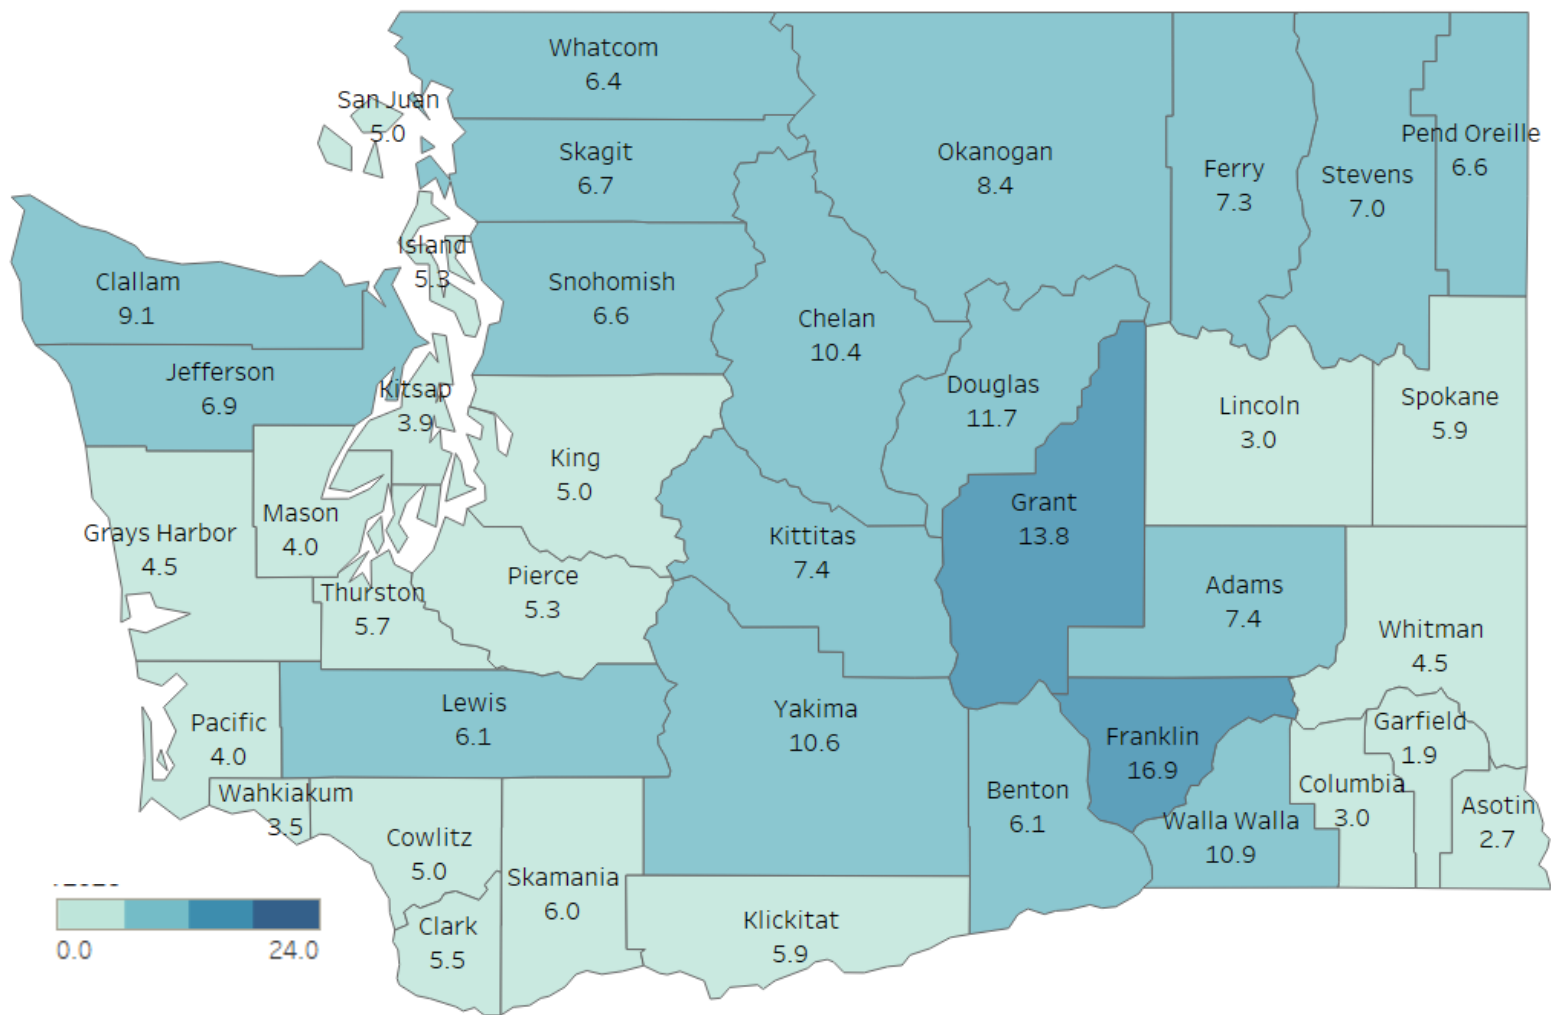 Whatcom
6.4
San Juan
5.0
Skagit
6.7
Okanogan
8.4
Ferry
7.3
Stevens
7.0
Pend Oreille
6.6
Island
5.3
Clallam
9.1
Snohomish
6.6
Chelan
10.4
Jefferson
6.9
Kitsap
3.9
Douglas
11.7
Lincoln
3.0
Spokane
5.9
King
5.0
Grant
13.8
Grays Harbor
4.5
Mason
4.0
Kittitas
7.4
Adams
7.4
Thurston
5.7
Pierce
5.3
Whitman
4.5
Pacific
4.0
Lewis
6.1
Yakima
10.6
Franklin
16.9
Garfield
1.9
Wahkiakum
3.5
Benton
6.1
Columbia
3.0
Asotin
2.7
Cowlitz
5.0
Walla Walla
10.9
Skamania
6.0
Clark
5.5
Klickitat
5.9
0.0 24.0